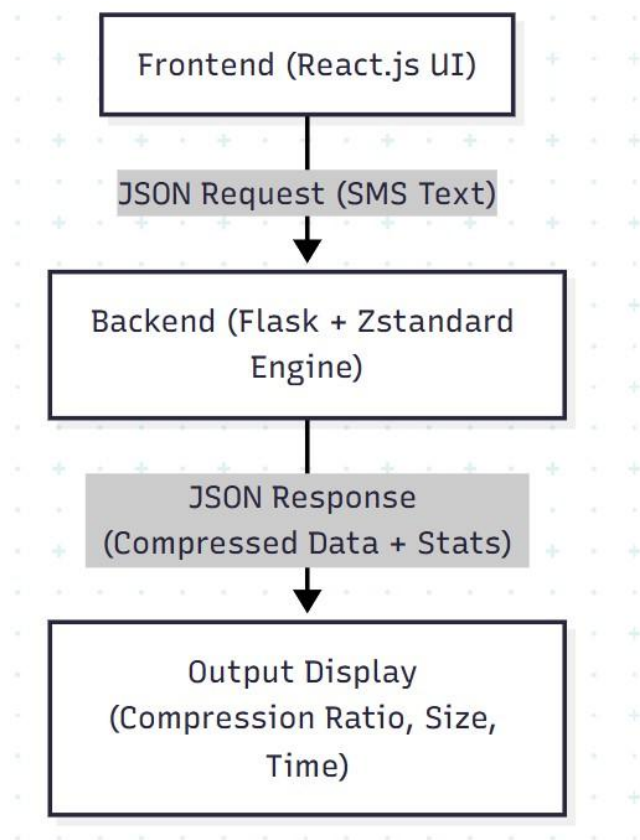 Frontend (React.js UI)
JSON Request (SMS Text)
Backend (Flask + Zstandard
Engine)
JSON Response
(Compressed Data + Stats)
Output Display
(Compression Ratio, Size,
Time)